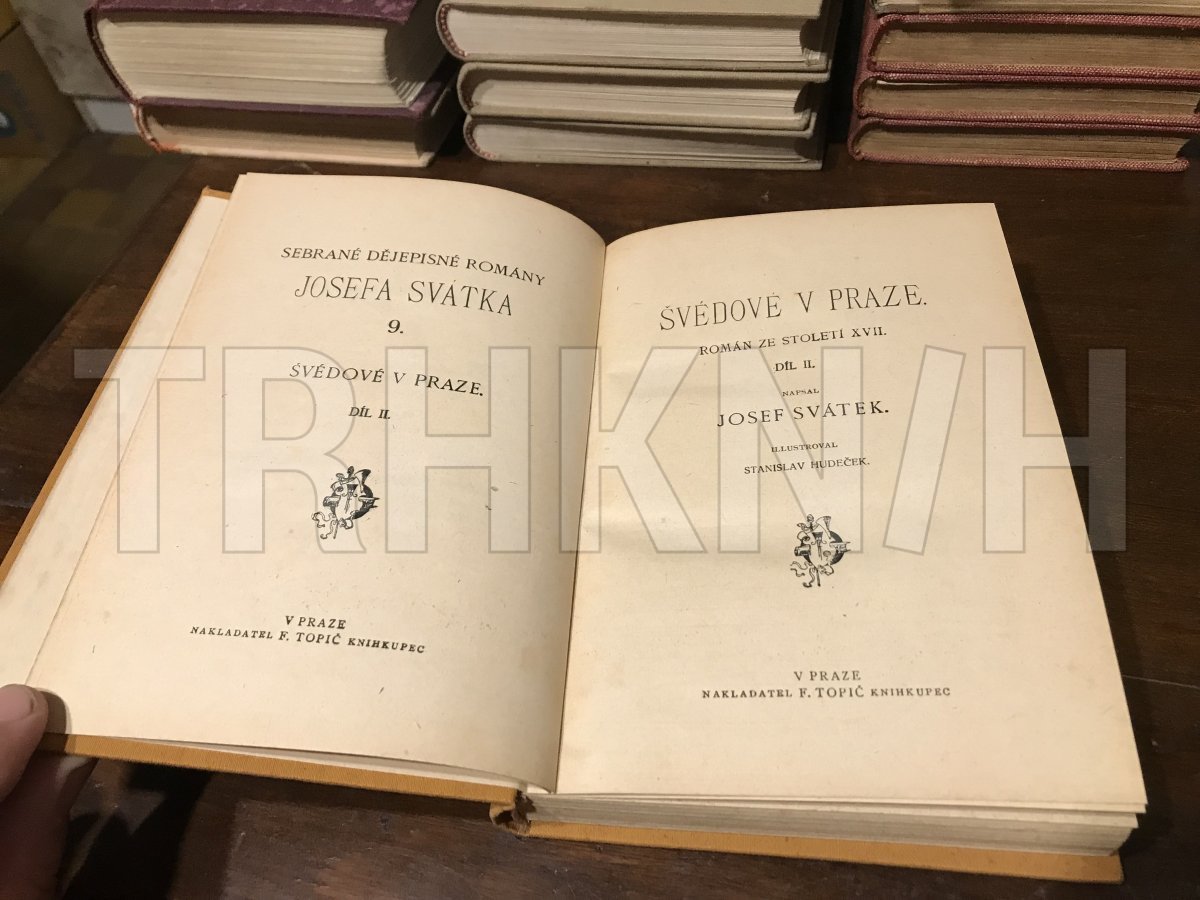 SEBRANÉ DĚJEPISNÉ ROMÁNY
JOSEFA SVÁTKA
9.
ŠVÉDOVÉ V PRAZE.
DÍL II.
V PRAZE
NAKLADATEL F. TOPIČ KNIHKUPEC
ŠVÉDOVÉ V PRAZE.
ROMÁN ZE STOLETÍ XVII.
DÍL II.
NAPSAL
JOSEF SVÁTEK.
ILLUSTROVAL
STANISLAV HUDEČEK.
V PRAZE
NAKLADATEL F. TOPIČ KNIHKUPEC
TRHKN/H